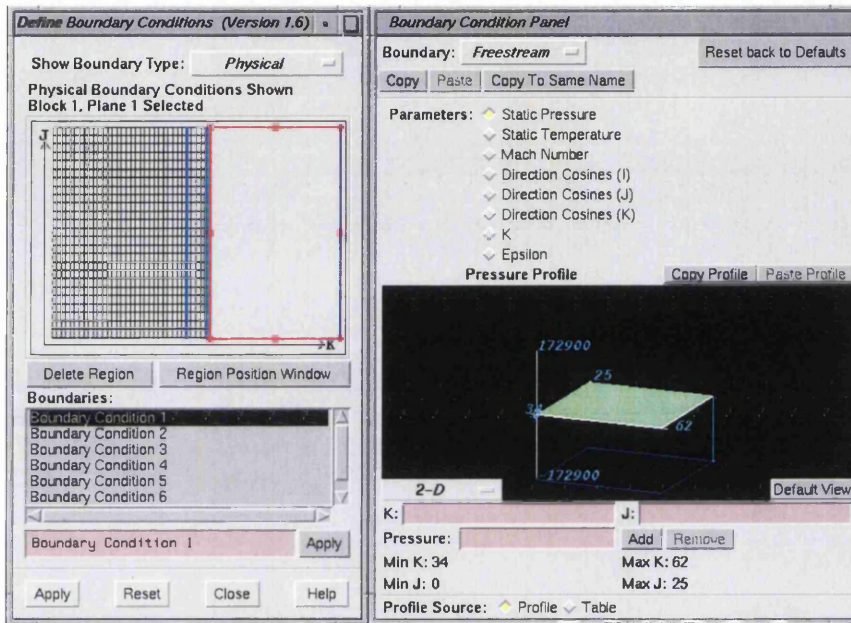 Define Boundary Conditions (Version 1.6)
Show Boundary Type: Physical
Physical Boundary Conditions Shown
Block 1, Plane 1 Selected
J
K
Delete Region
Region Position Window
Boundaries:
Boundary Condition 1
Boundary Condition 2
Boundary Condition 3
Boundary Condition 4
Boundary Condition 5
Boundary Condition 6
Boundary Condition 1
Apply
Apply Reset Close Help
Boundary Condition Panel
Boundary: Freestream
Reset back to Defaults
Copy Paste Copy To Same Name
Parameters: Static Pressure
Static Temperature
Mach Number
Direction Cosines (I)
Direction Cosines (J)
Direction Cosines (K)
K
Epsilon
Pressure Profile
Copy Profile Paste Profile
172900
25
34
62
-172900
2-D
Default View
K: J:
Pressure: Add Remove
Min K: 34 Max K: 62
Min J: 0 Max J: 25
Profile Source: Profile Table